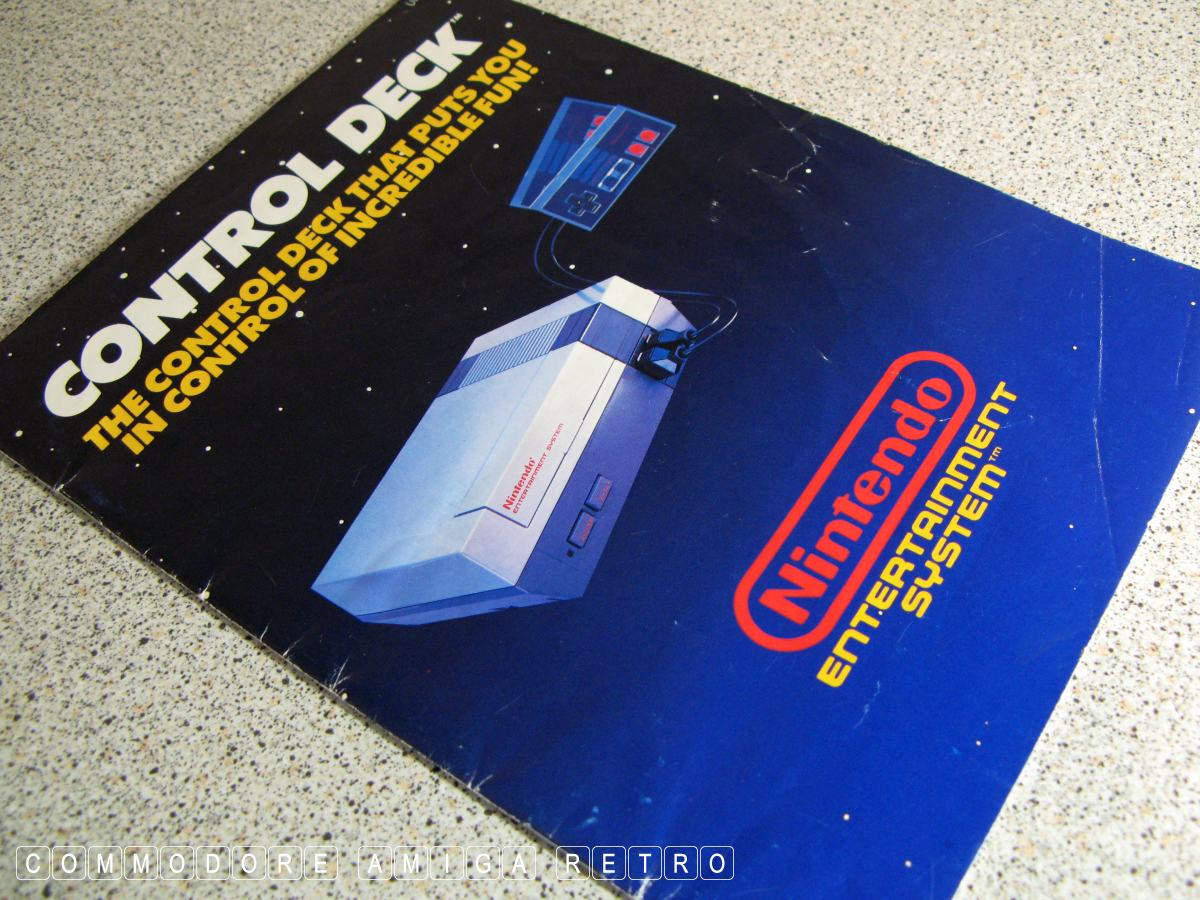 CONTROL DECK™
THE CONTROL DECK THAT PUTS YOU
IN CONTROL OF INCREDIBLE FUN!
Nintendo®
ENTERTAINMENT SYSTEM
Nintendo
ENTERTAINMENT
SYSTEM™
COMMODORE AMIGA RETRO